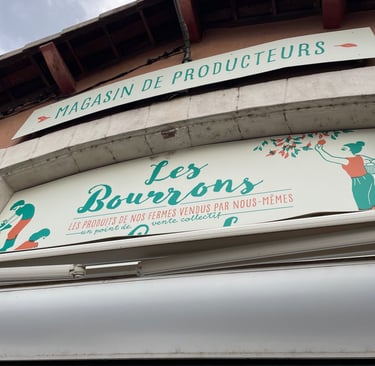 MAGASIN DE PRODUCTEURS
Les
Bourrons
LES PRODUITS DE NOS FERMES VENDUS PAR NOUS-MÊMES
un point de vente collectif